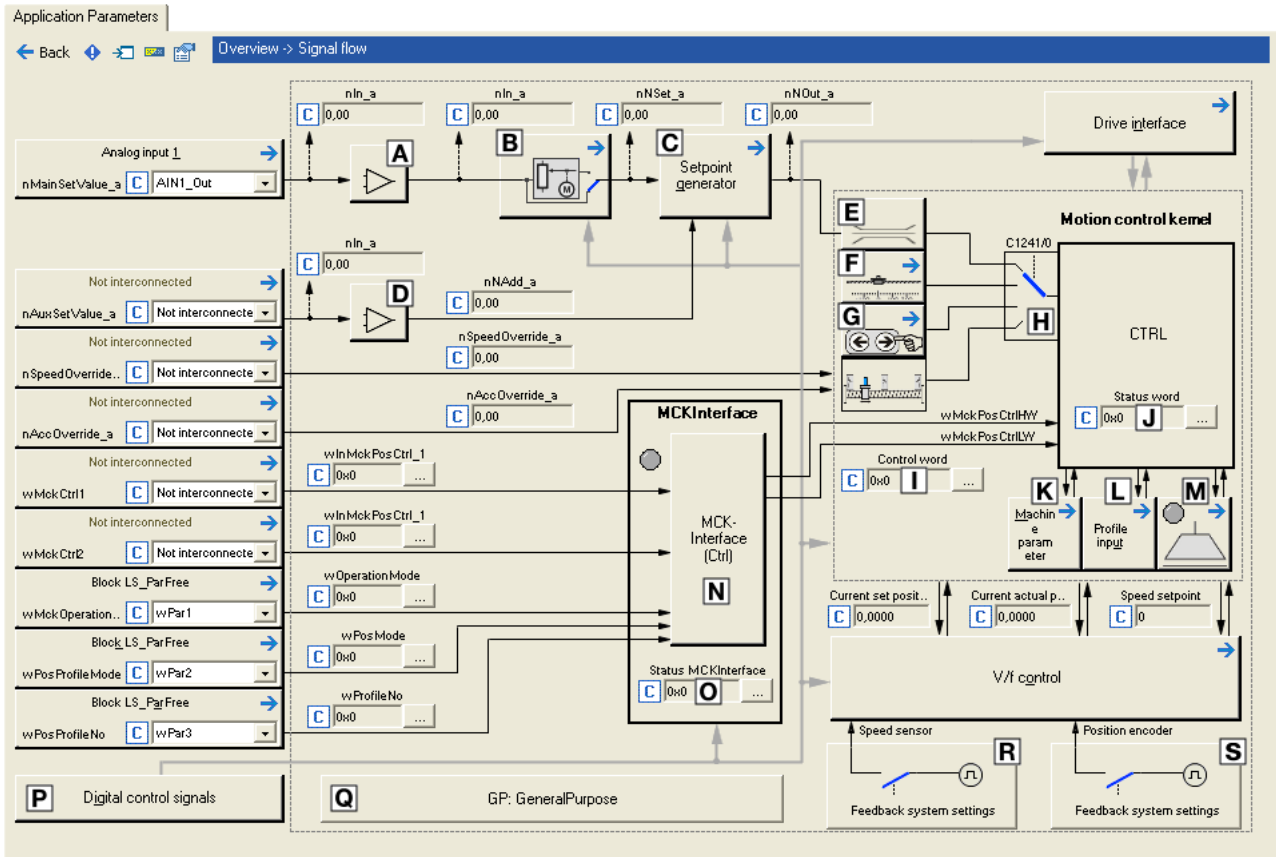 Application Parameters
Back
Overview -> Signal flow
nIn_a
C 0,00
nIn_a
C 0,00
nNSet_a
C 0,00
nNOut_a
C 0,00
Drive interface
Analog input 1
nMainSetValue_a C AIN1_Out
A
B
C
Setpoint
generator
E
F
G
Motion control kernel
C1241/0
H
CTRL
Status word
C 0x0 J ...
nIn_a
C 0,00
D
nNAdd_a
C 0,00
Not interconnected
nAuxSetValue_a C Not interconnecte
Not interconnected
nSpeedOverride.. C Not interconnecte
nSpeedOverride_a
C 0,00
Not interconnected
nAccOverride_a C Not interconnecte
nAccOverride_a
C 0,00
MCKInterface
wMckPosCtrlHW
wMckPosCtrlLW
Control word
C 0x0 I ...
Not interconnected
wMckCtrl1 C Not interconnecte
wInMckPosCtrl_1
C 0x0 ...
Not interconnected
wMckCtrl2 C Not interconnecte
wInMckPosCtrl_1
C 0x0 ...
MCK-
Interface
(Ctrl)
N
K
Machin
e
param
eter
L
Profile
input
M
Block LS_ParFree
wMckOperation.. C wPar1
wOperationMode
C 0x0 ...
Block LS_ParFree
wPosProfileMode C wPar2
wPosMode
C 0x0 ...
Block LS_ParFree
wPosProfileNo C wPar3
wProfileNo
C 0x0 ...
Status MCKInterface
C 0x0 O ...
Current set posit..
C 0,0000
Current actual p..
C 0,0000
Speed setpoint
C 0
V/f control
Speed sensor
R
Feedback system settings
Position encoder
S
Feedback system settings
P Digital control signals
Q GP: GeneralPurpose